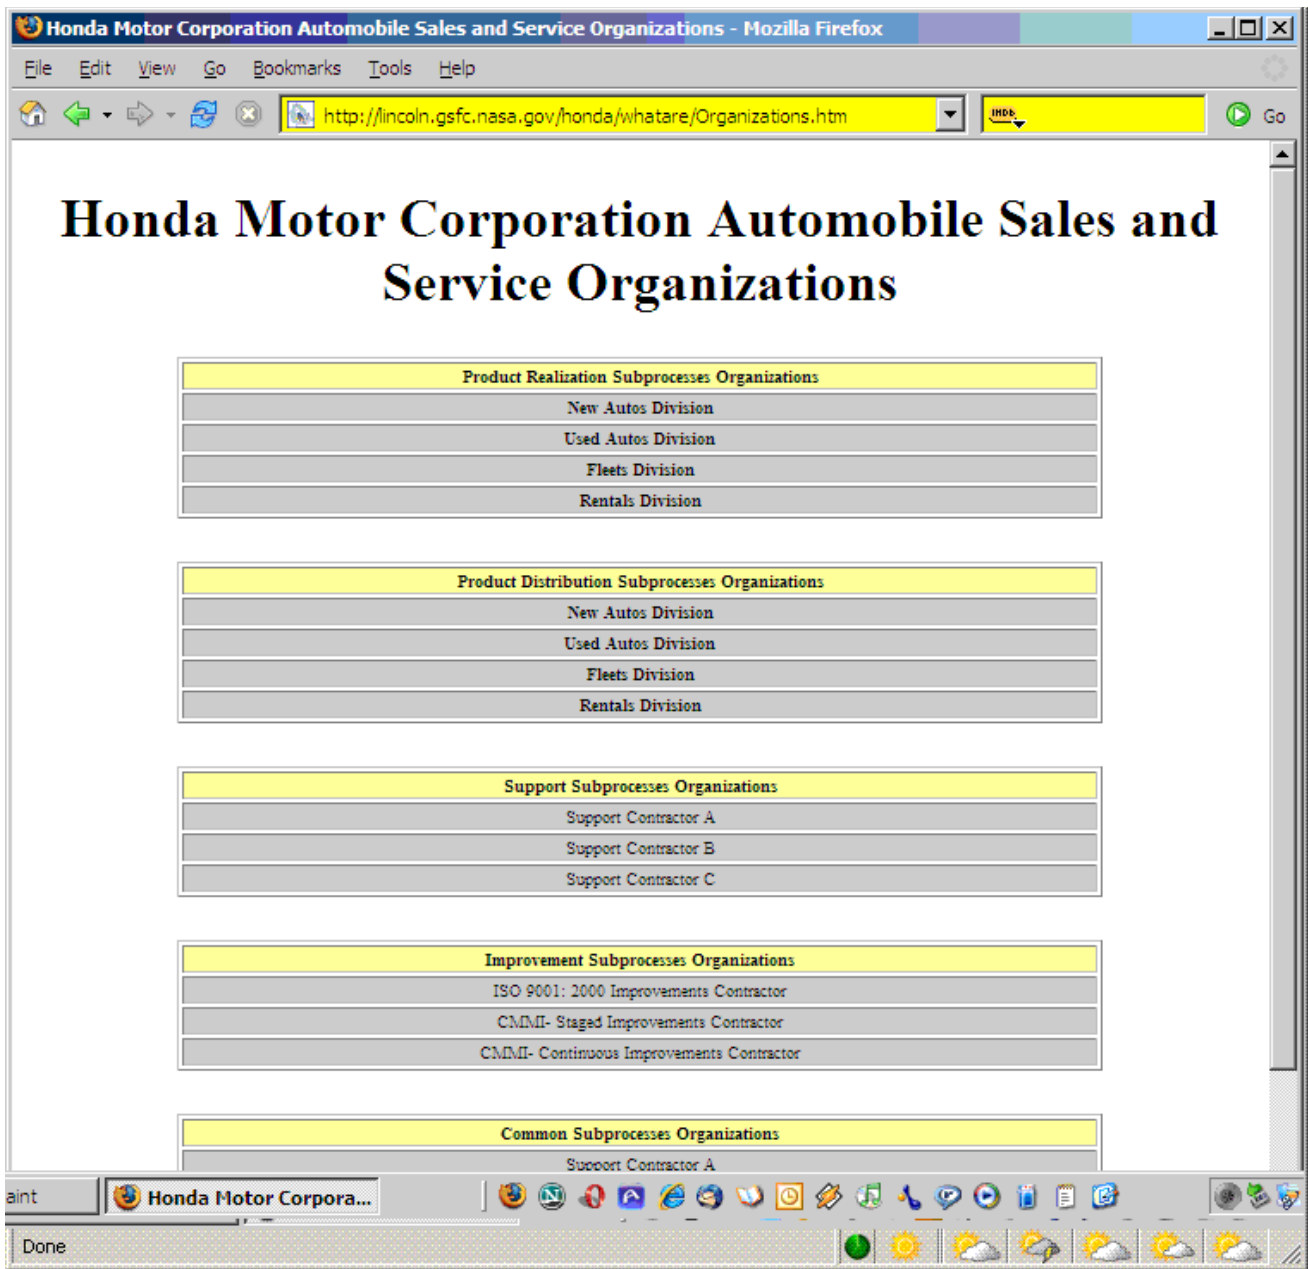 Honda Motor Corporation Automobile Sales and Service Organizations - Mozilla Firefox
File Edit View Go Bookmarks Tools Help
http://lincoln.gsfc.nasa.gov/honda/whatare/Organizations.htm IMDb Go
Honda Motor Corporation Automobile Sales and
Service Organizations
Product Realization Subprocesses Organizations
New Autos Division
Used Autos Division
Fleets Division
Rentals Division
Product Distribution Subprocesses Organizations
New Autos Division
Used Autos Division
Fleets Division
Rentals Division
Support Subprocesses Organizations
Support Contractor A
Support Contractor B
Support Contractor C
Improvement Subprocesses Organizations
ISO 9001: 2000 Improvements Contractor
CMMI- Staged Improvements Contractor
CMMI- Continuous Improvements Contractor
Common Subprocesses Organizations
Support Contractor A
aint Honda Motor Corpora...
Done